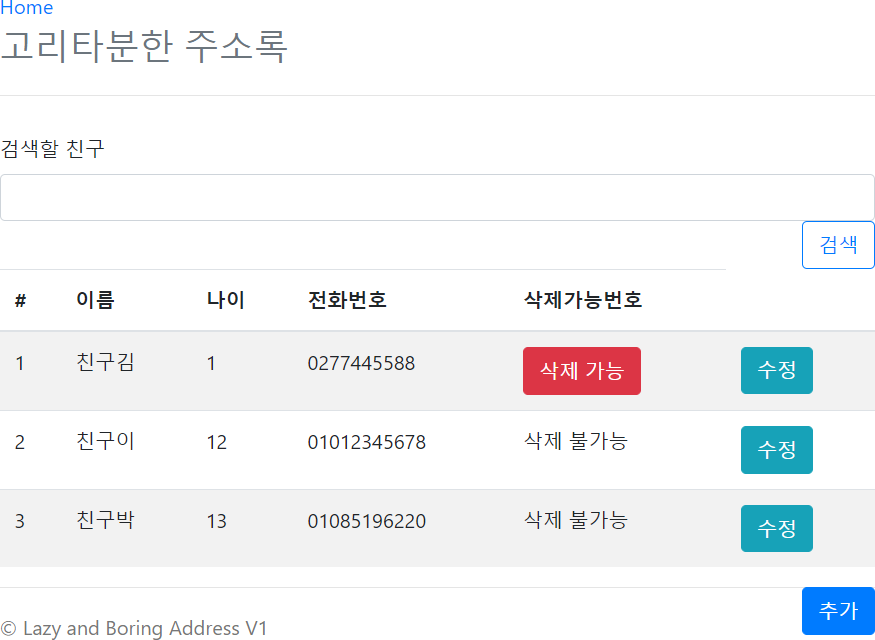 Home
고리타분한 주소록
검색할 친구
검색
# 이름 나이 전화번호 삭제가능번호
1 친구김 1 0277445588 삭제 가능 수정
2 친구이 12 01012345678 삭제 불가능 수정
3 친구박 13 01085196220 삭제 불가능 수정
추가
© Lazy and Boring Address V1